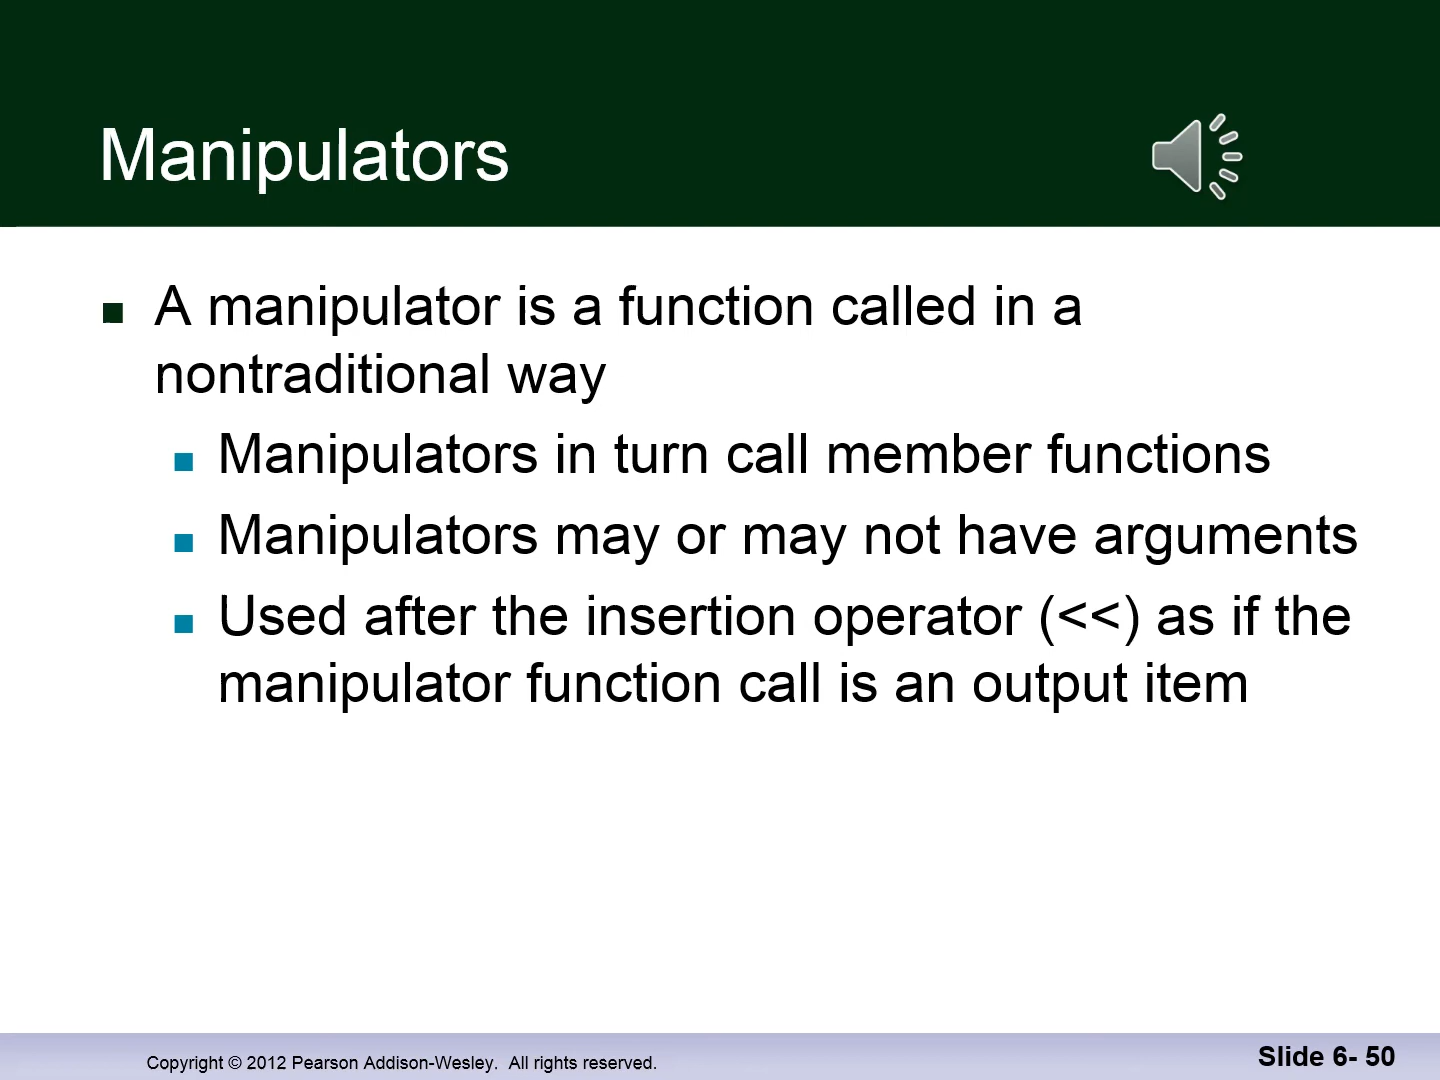 Manipulators
A manipulator is a function called in a
nontraditional way
Manipulators in turn call member functions
Manipulators may or may not have arguments
Used after the insertion operator (<<) as if the
manipulator function call is an output item
Copyright © 2012 Pearson Addison-Wesley.  All rights reserved.
Slide 6- 50